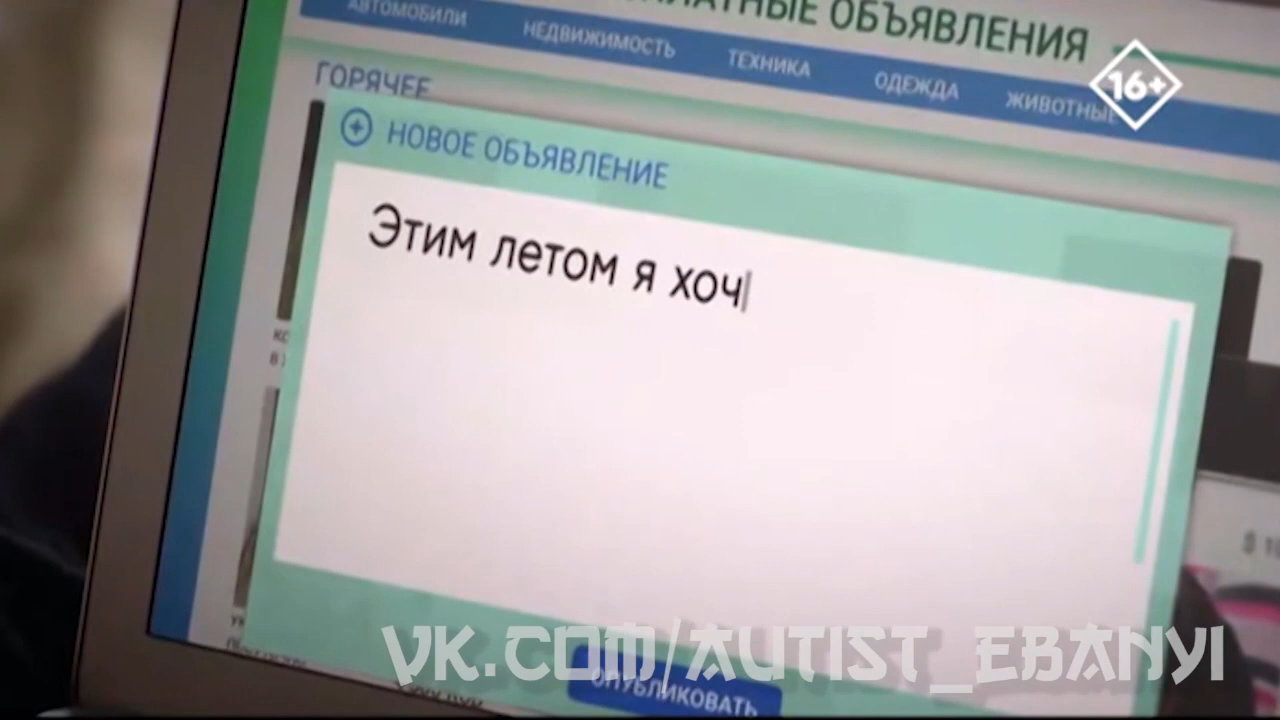 ОБЪЯВЛЕНИЯ
АВТОМОБИЛИ НЕДВИЖИМОСТЬ ТЕХНИКА ОДЕЖДА ЖИВОТНЫЕ
16+
ГОРЯЧЕЕ
НОВОЕ ОБЪЯВЛЕНИЕ
Этим летом я хоч
VK.COM/AUTIST_EBANYI
ОПУБЛИКОВАТЬ